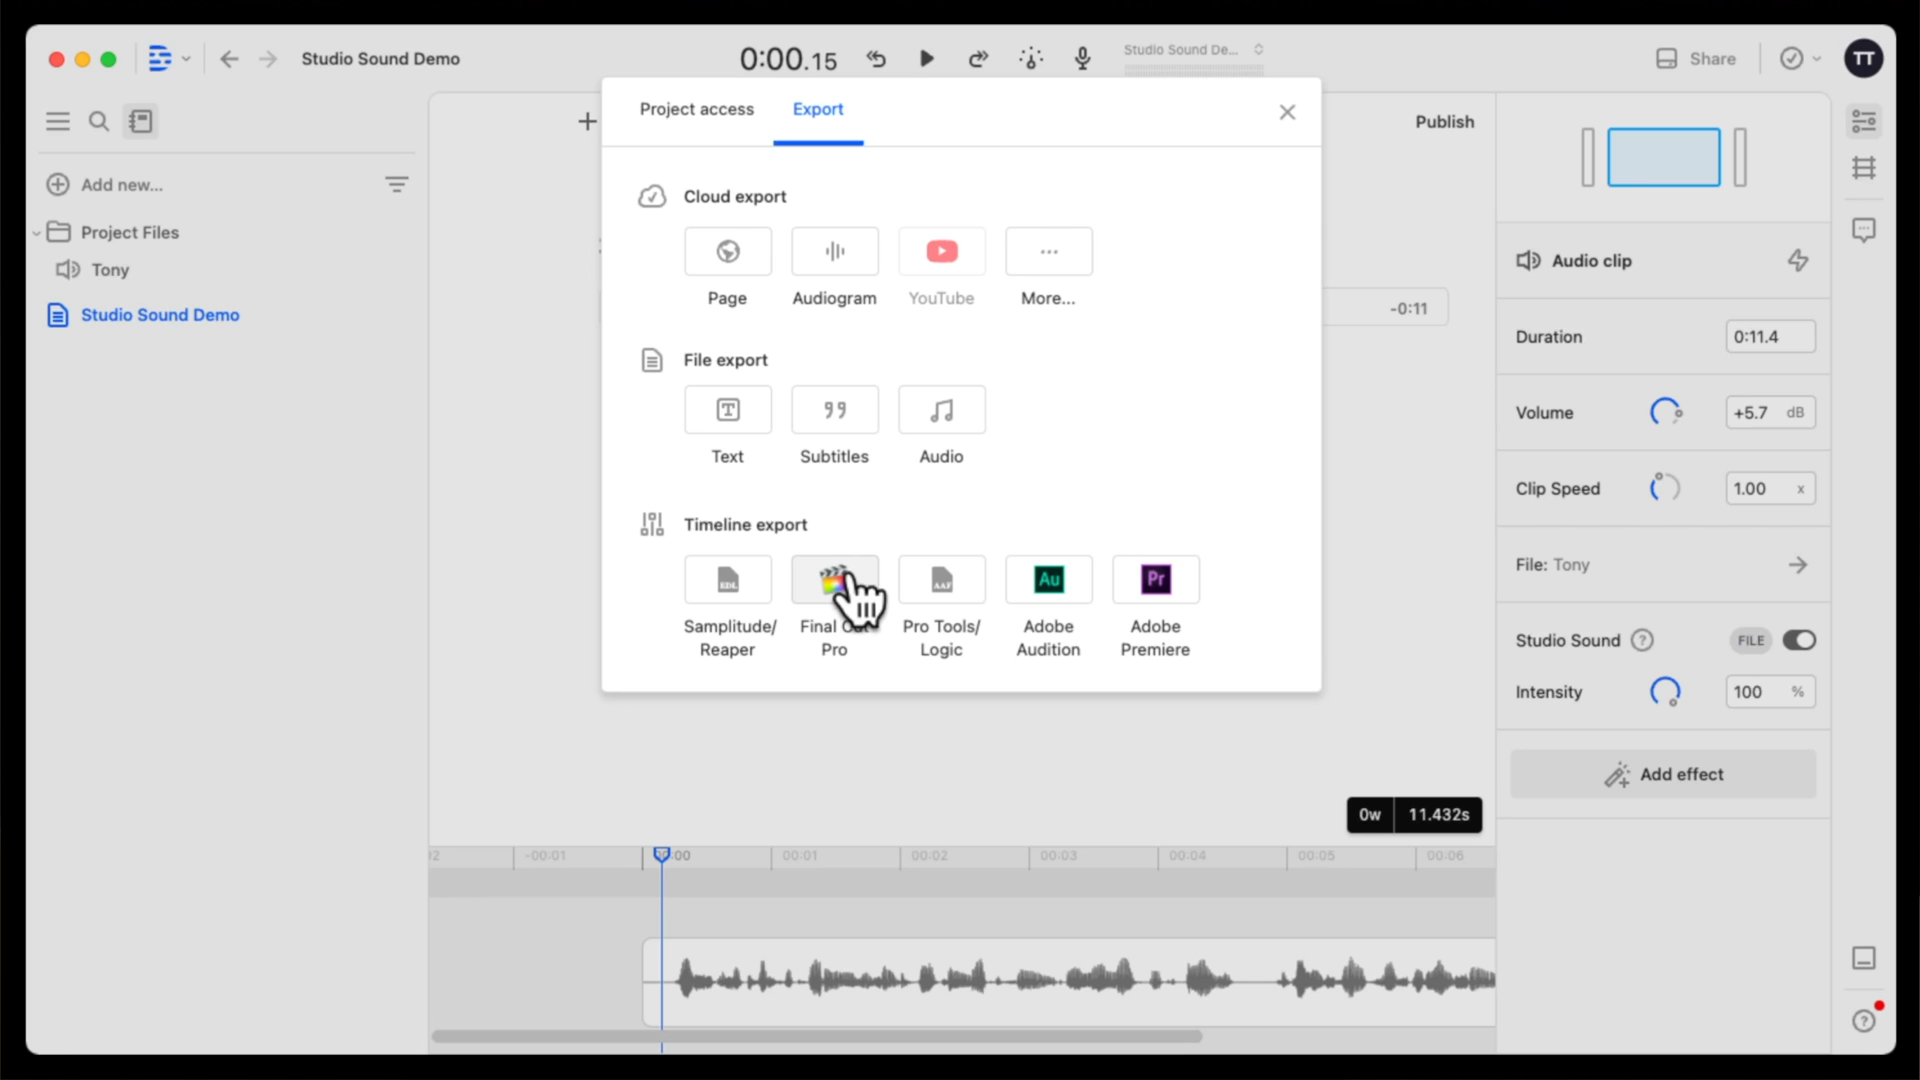 Studio Sound Demo
0:00.15
Studio Sound De...
Share
TT
Project access
Export
Publish
Add new...
Project Files
Tony
Studio Sound Demo
Cloud export
Page
Audiogram
YouTube
More...
-0:11
File export
Text
Subtitles
Audio
Timeline export
EDL
AAF
Au
Pr
Samplitude/
Reaper
Final Cut
Pro
Pro Tools/
Logic
Adobe
Audition
Adobe
Premiere
Audio clip
Duration
0:11.4
Volume
+5.7 dB
Clip Speed
1.00 x
File: Tony
Studio Sound
FILE
Intensity
100 %
Add effect
0w
11.432s
-00:01
00:01
00:02
00:03
00:04
00:05
00:06